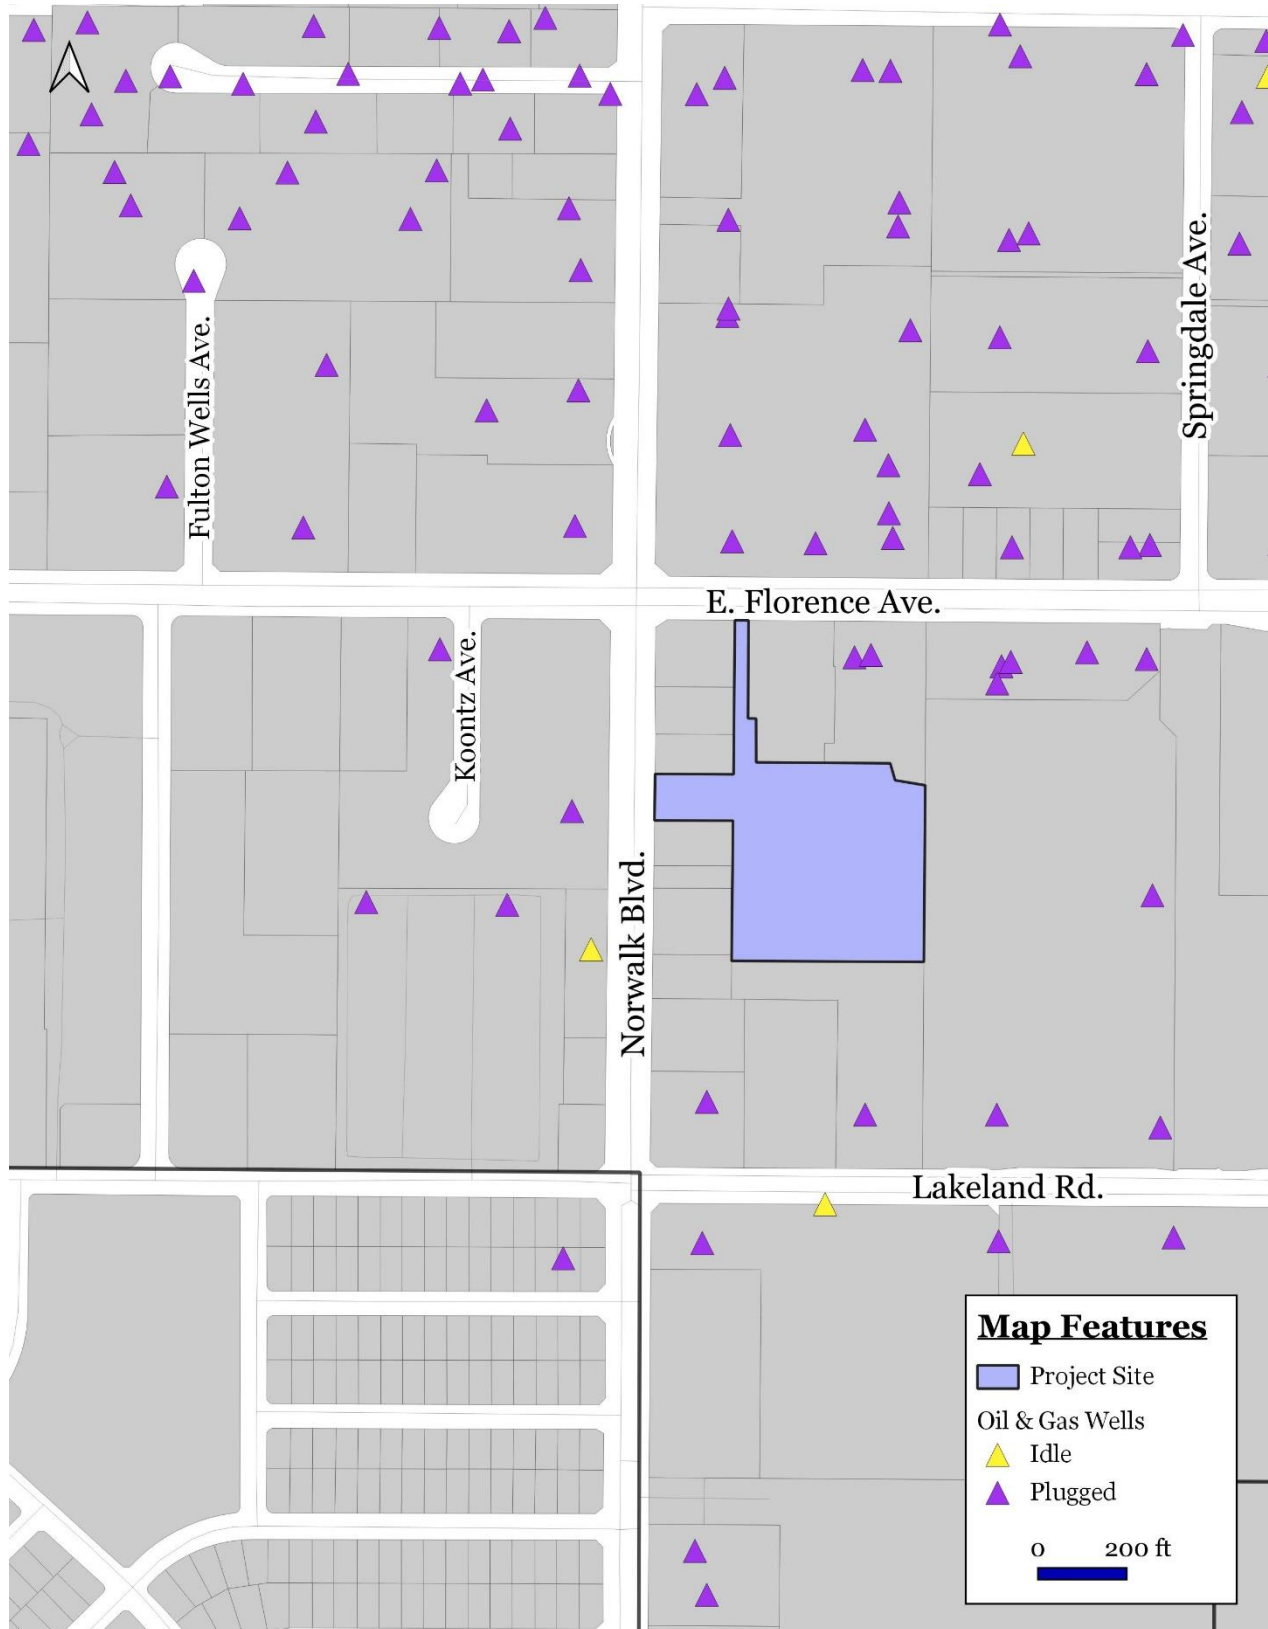 Springdale Ave.
Fulton Wells Ave.
E. Florence Ave.
Koontz Ave.
Norwalk Blvd.
Lakeland Rd.
Map Features
Project Site
Oil & Gas Wells
Idle
Plugged
0 200 ft